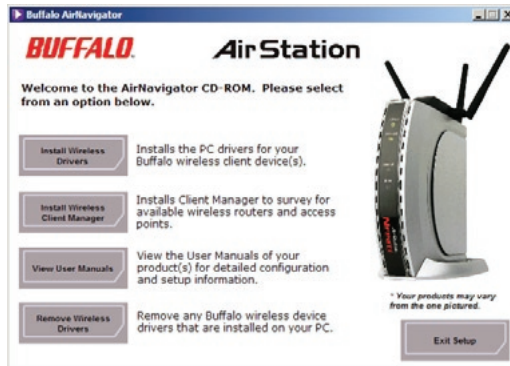 Buffalo AirNavigator
BUFFALO.
AirStation
Welcome to the AirNavigator CD-ROM. Please select
from an option below.
Install Wireless
Drivers
Installs the PC drivers for your
Buffalo wireless client device(s).
Install Wireless
Client Manager
Installs Client Manager to survey for
available wireless routers and access
points.
View User Manuals
View the User Manuals of your
product(s) for detailed configuration
and setup information.
Remove Wireless
Drivers
Remove any Buffalo wireless device
drivers that are installed on your PC.
* Your products may vary
from the one pictured.
Exit Setup